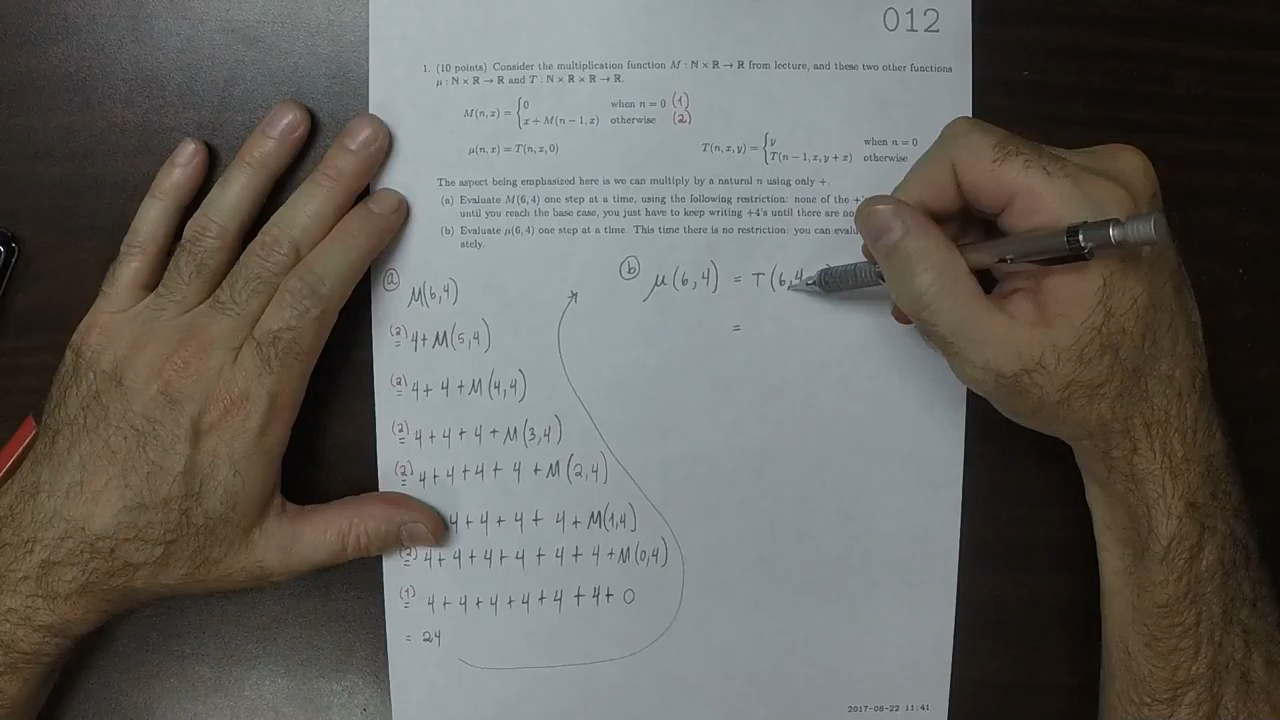 012
1. (10 points) Consider the multiplication function M : ℕ × ℝ → ℝ from lecture, and these two other functions
μ : ℕ × ℝ → ℝ and T : ℕ × ℝ × ℝ → ℝ.
M(n, x) = { 0 when n = 0 (1)
x + M(n − 1, x) otherwise (2)
μ(n, x) = T(n, x, 0)
T(n, x, y) = { y when n = 0
T(n − 1, x, y + x) otherwise
The aspect being emphasized here is we can multiply by a natural n using only +.
(a) Evaluate M(6, 4) one step at a time, using the following restriction: none of the
until you reach the base case, you just have to keep writing +4's until there are no
(b) Evaluate μ(6, 4) one step at a time. This time there is no restriction: you can
ately.
(a) M(6,4)
(2) = 4 + M(5,4)
(2) = 4 + 4 + M(4,4)
(2) = 4 + 4 + 4 + M(3,4)
(2) = 4 + 4 + 4 + 4 + M(2,4)
4 + 4 + 4 + 4 + M(1,4)
(2) = 4 + 4 + 4 + 4 + 4 + 4 + M(0,4)
(1) = 4 + 4 + 4 + 4 + 4 + 4 + 0
= 24
(b) μ(6,4) = T(6,4
=
2017-08-22 11:41